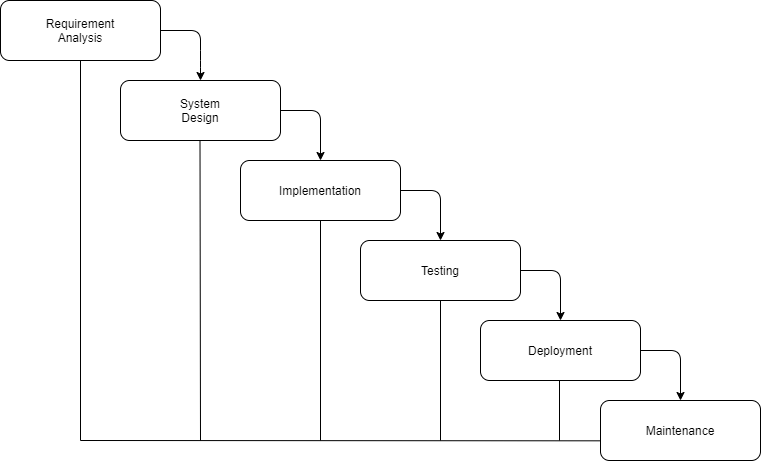 Requirement
Analysis
System
Design
Implementation
Testing
Deployment
Maintenance